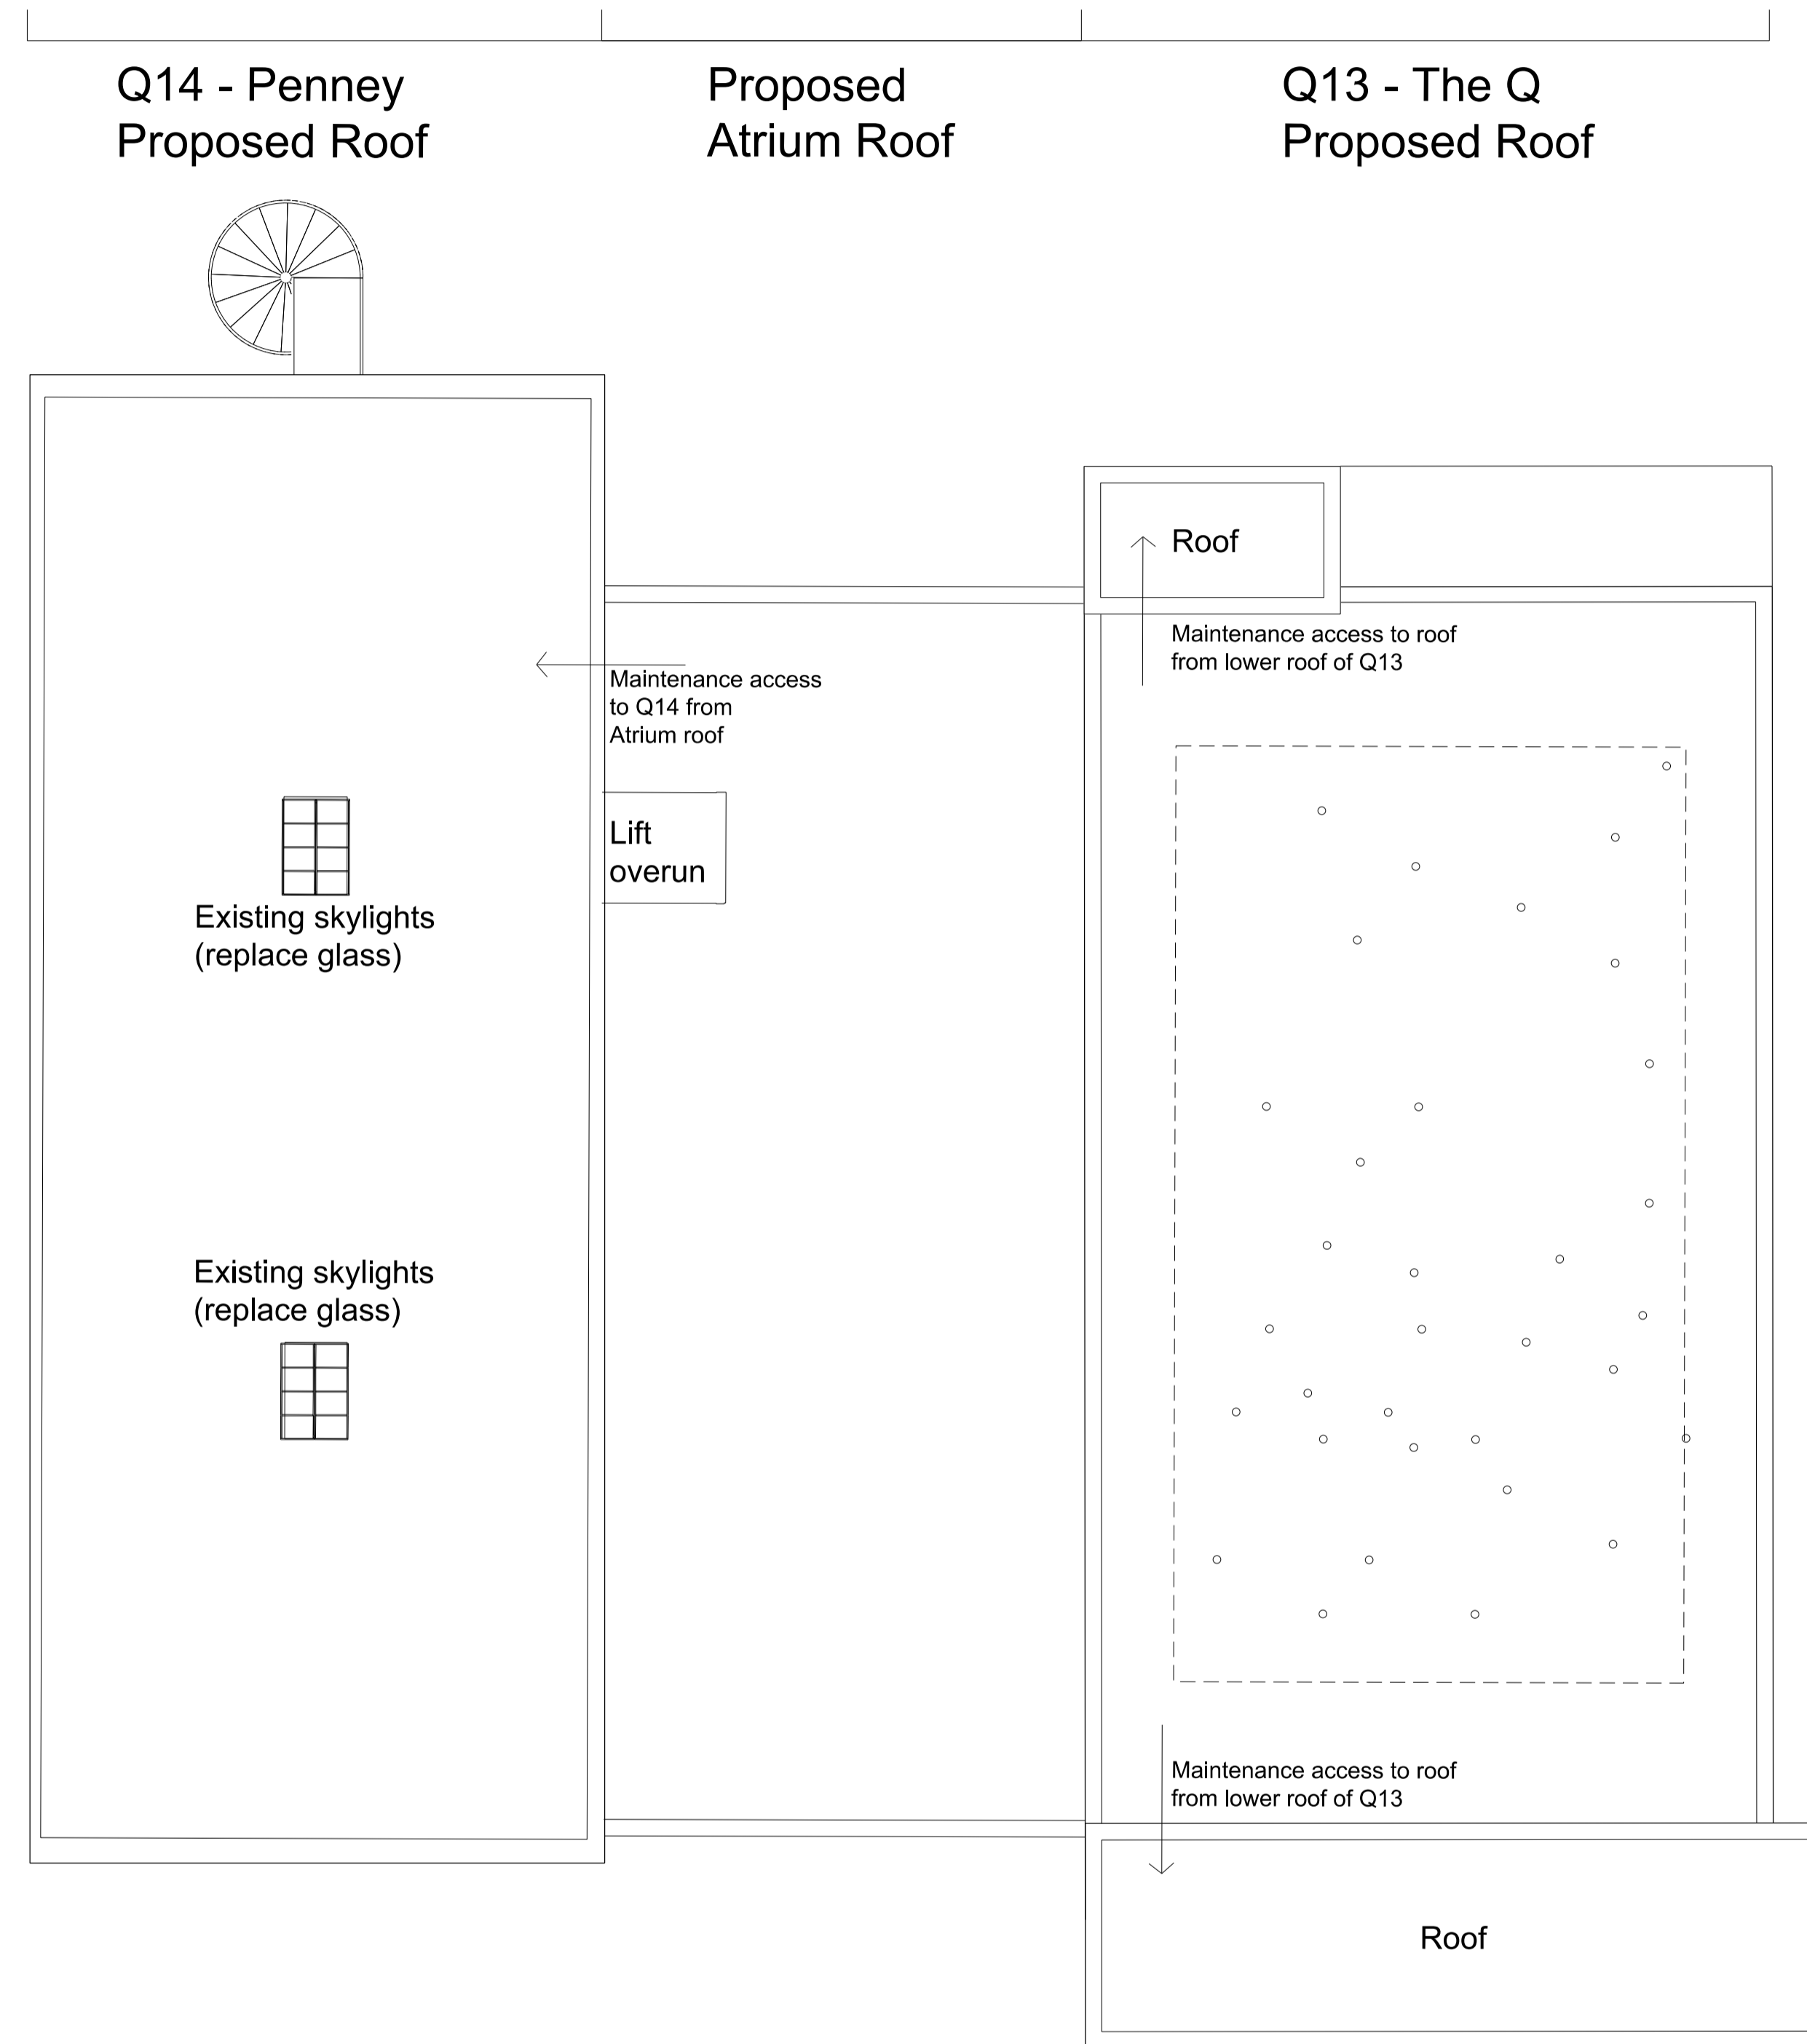 Q14 - Penney
Proposed Roof
Proposed
Atrium Roof
Q13 - The Q
Proposed Roof
Roof
Maintenance access to roof
from lower roof of Q13
Maintenance access
to Q14 from
Atrium roof
Lift
overun
Existing skylights
(replace glass)
Existing skylights
(replace glass)
Maintenance access to roof
from lower roof of Q13
Roof